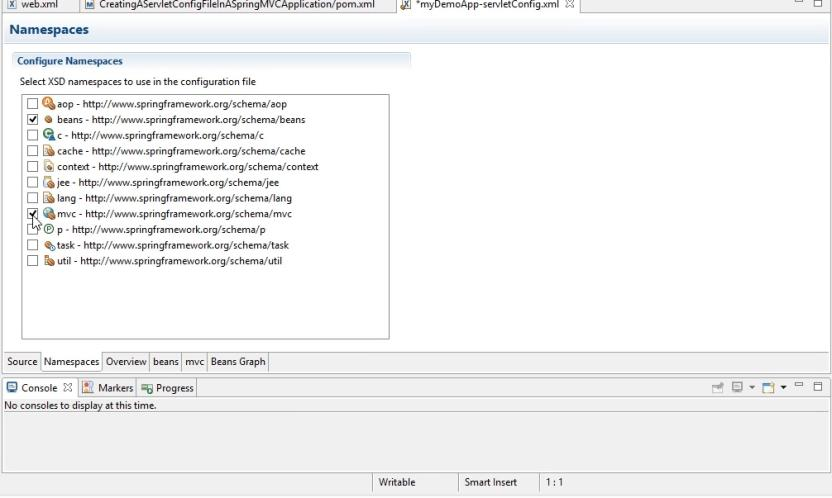 web.xml CreatingAServletConfigFileInASpringMVCApplication/pom.xml *myDemoApp-servletConfig.xml
Namespaces
Configure Namespaces
Select XSD namespaces to use in the configuration file
aop - http://www.springframework.org/schema/aop
beans - http://www.springframework.org/schema/beans
c - http://www.springframework.org/schema/c
cache - http://www.springframework.org/schema/cache
context - http://www.springframework.org/schema/context
jee - http://www.springframework.org/schema/jee
lang - http://www.springframework.org/schema/lang
mvc - http://www.springframework.org/schema/mvc
p - http://www.springframework.org/schema/p
task - http://www.springframework.org/schema/task
util - http://www.springframework.org/schema/util
Source Namespaces Overview beans mvc Beans Graph
Console Markers Progress
No consoles to display at this time.
Writable Smart Insert 1 : 1